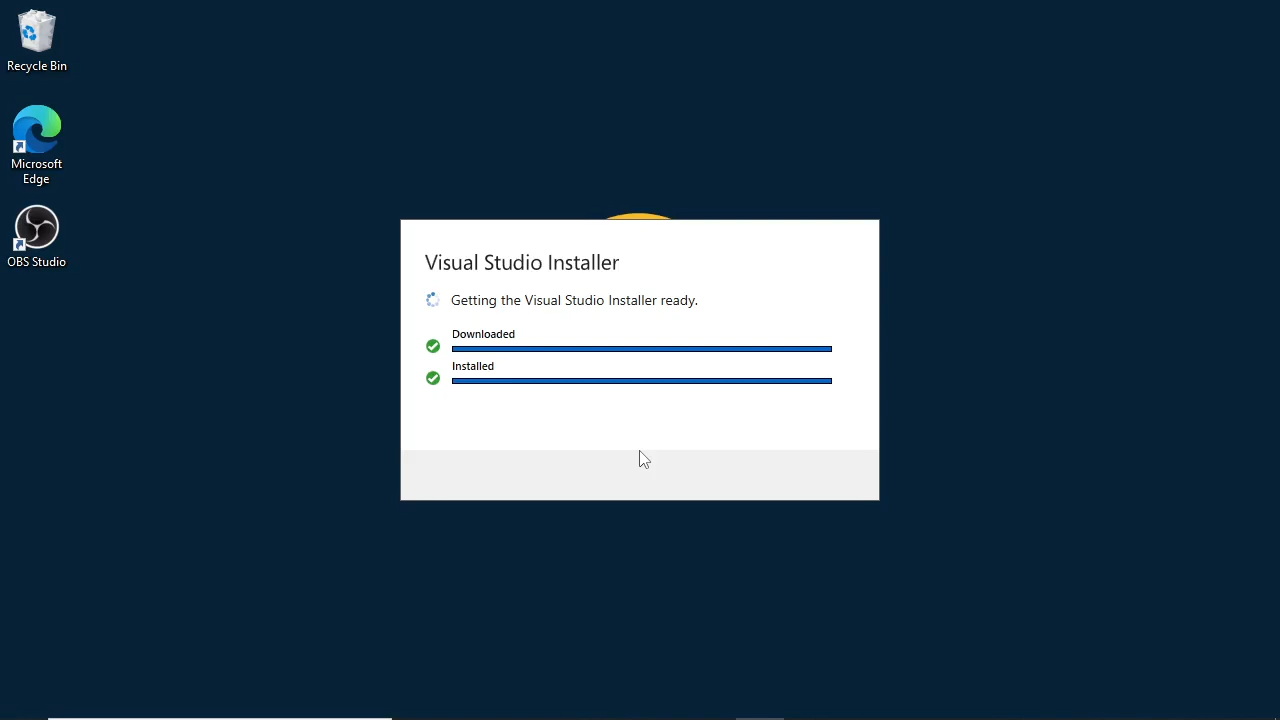 Recycle Bin
Microsoft
Edge
OBS Studio
Visual Studio Installer
Getting the Visual Studio Installer ready.
Downloaded
Installed